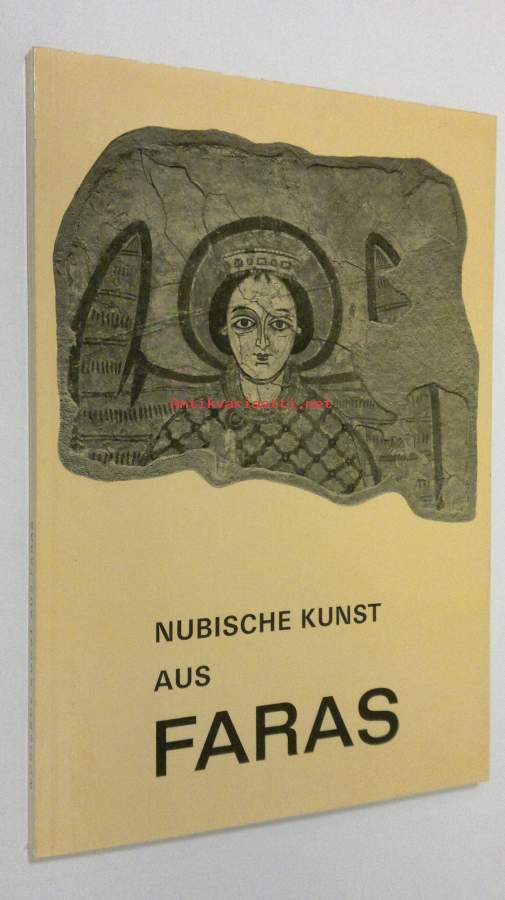 Antikvariaatti.net
NUBISCHE KUNST
AUS
FARAS